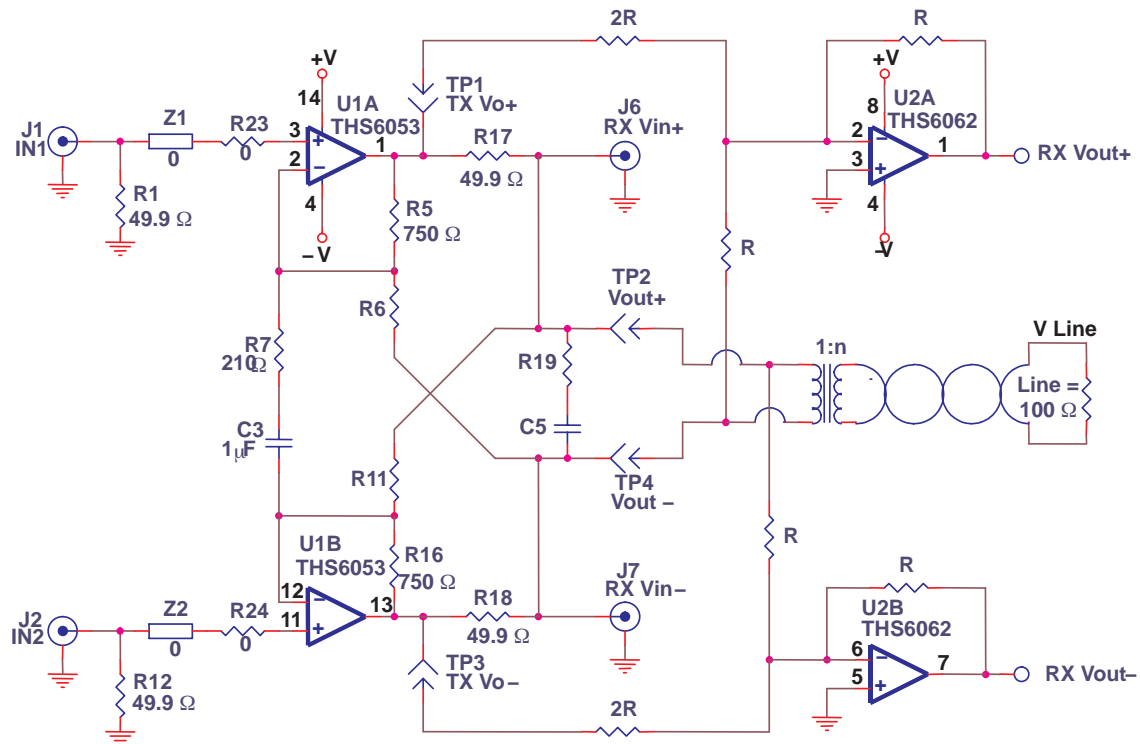 2R
R
+V
14
U1A
THS6053
TP1
TX Vo+
J6
RX Vin+
+V
8
U2A
THS6062
J1
IN1
Z1
0
R23
0
3
2
1
R17
49.9 Ω
2
3
1
RX Vout+
R1
49.9 Ω
4
–V
R5
750 Ω
4
–V
R
R6
TP2
Vout+
R7
210Ω
R19
1:n
V Line
Line =
100 Ω
C3
1μF
C5
R11
TP4
Vout –
R
U1B
THS6053
R16
750 Ω
J7
RX Vin–
R
J2
IN2
Z2
0
R24
0
12
11
13
R18
49.9 Ω
U2B
THS6062
6
5
7
RX Vout–
R12
49.9 Ω
TP3
TX Vo–
2R